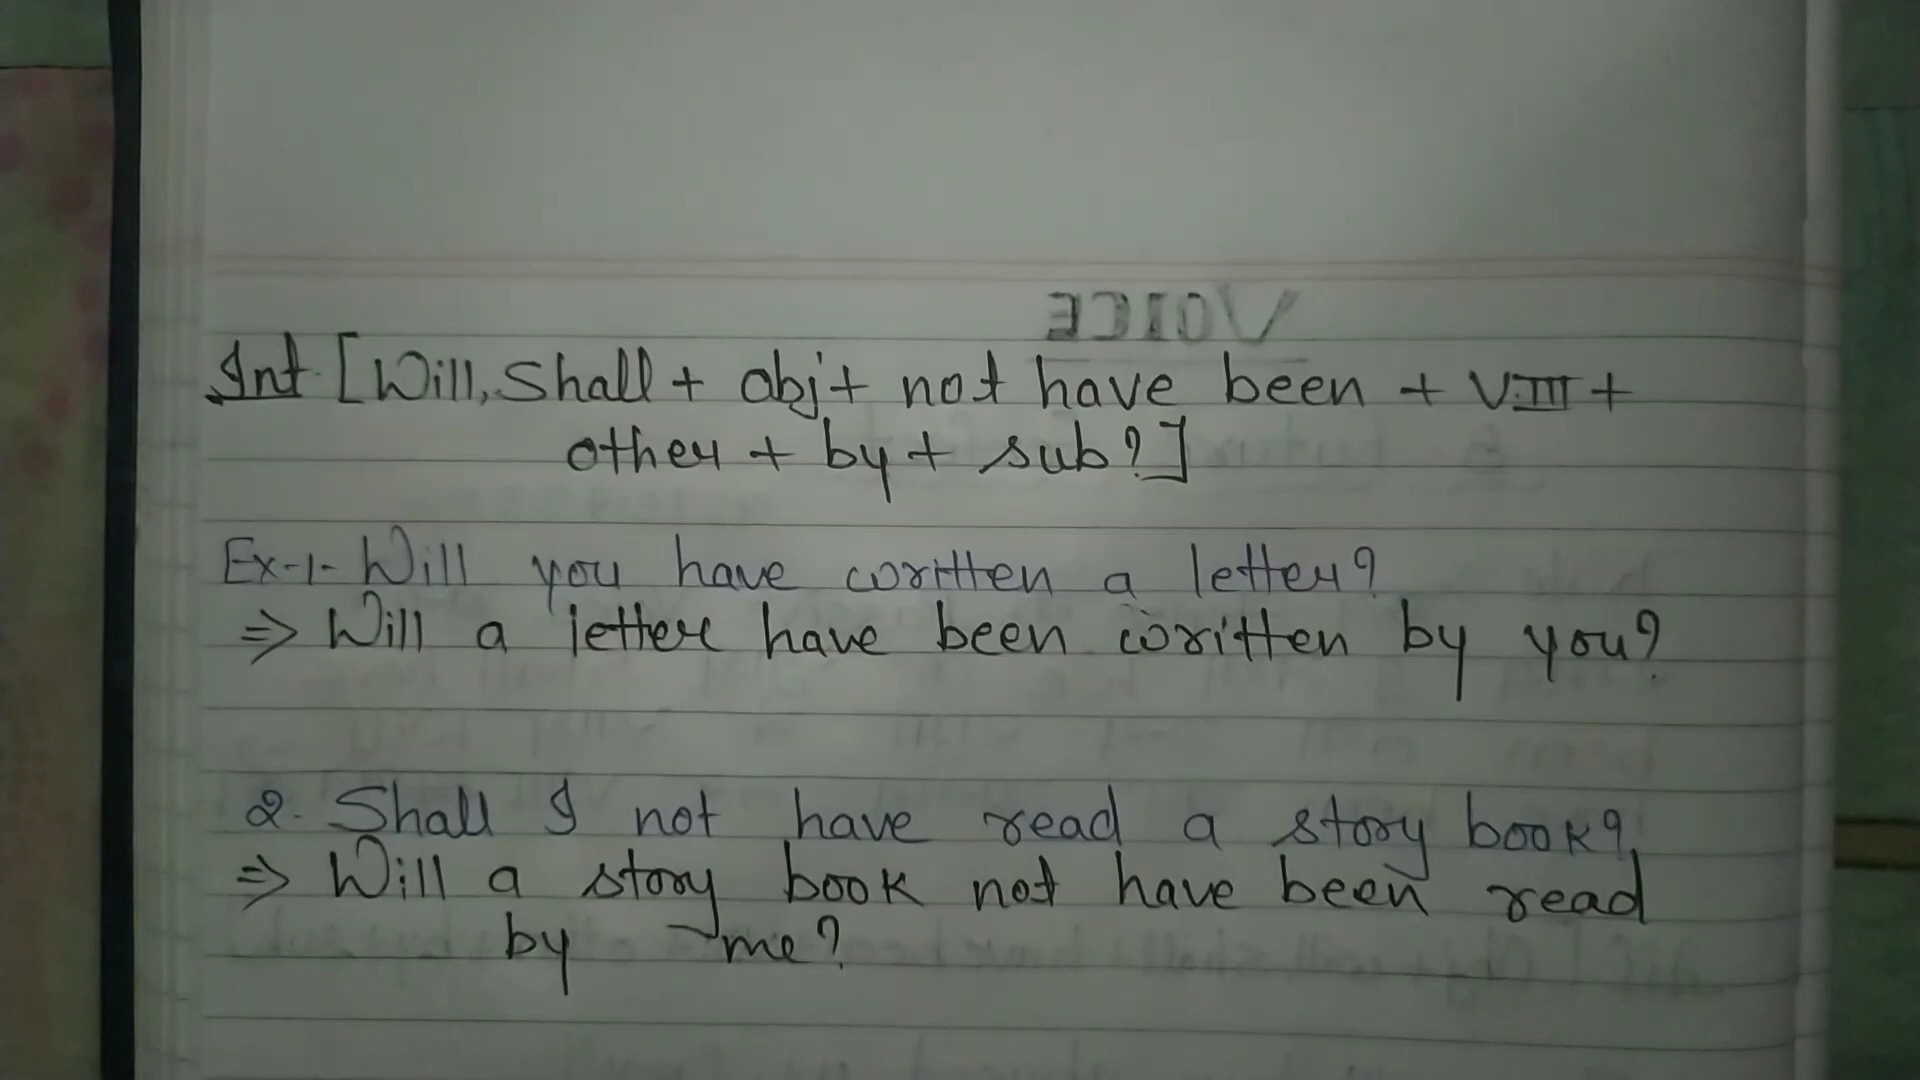 VOICE
Int [Will, Shall + obj + not have been + V.III +
other + by + sub?]
Ex-1- Will you have written a letter?
⇒ Will a letter have been written by you?
2. Shall I not have read a story book?
⇒ Will a story book not have been read
by me?